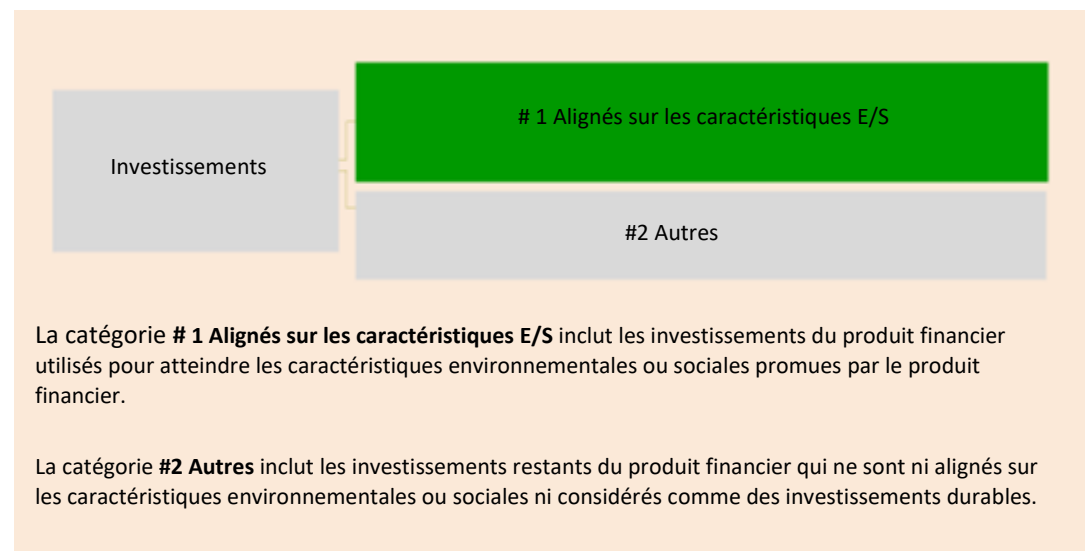 # 1 Alignés sur les caractéristiques E/S
Investissements
#2 Autres
La catégorie # 1 Alignés sur les caractéristiques E/S inclut les investissements du produit financier
utilisés pour atteindre les caractéristiques environnementales ou sociales promues par le produit
financier.
La catégorie #2 Autres inclut les investissements restants du produit financier qui ne sont ni alignés sur
les caractéristiques environnementales ou sociales ni considérés comme des investissements durables.